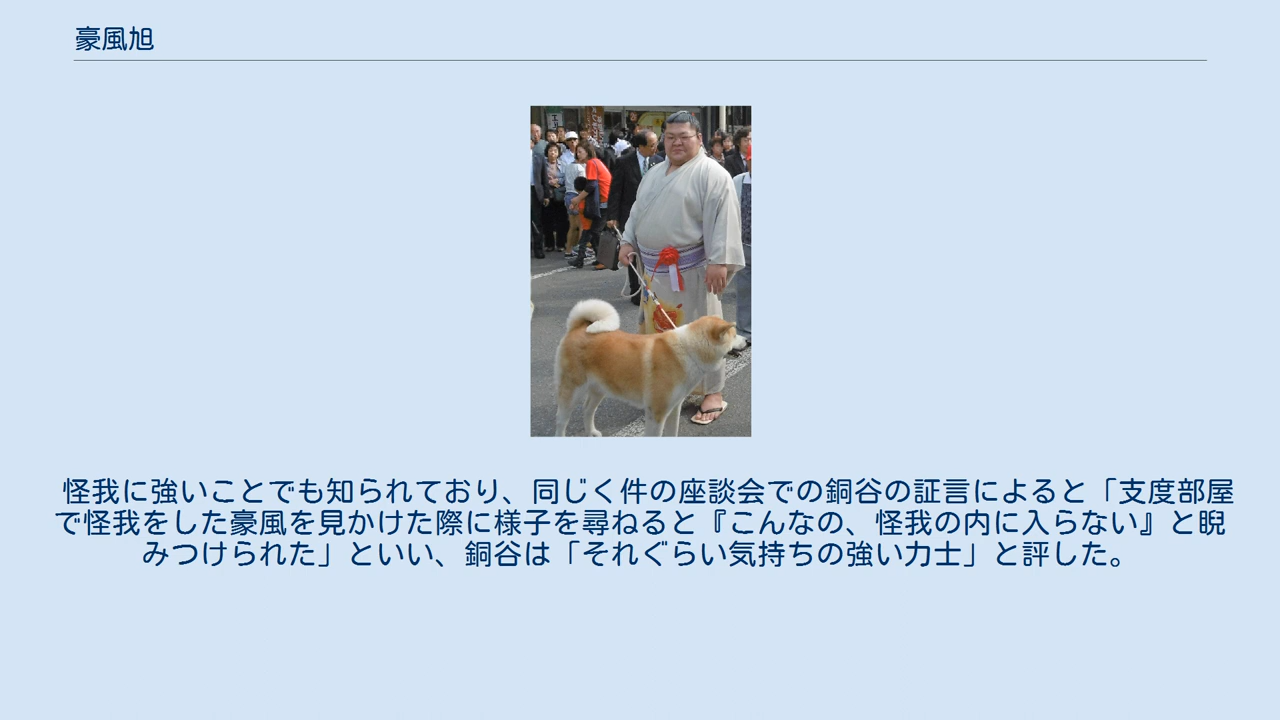 豪風旭
怪我に強いことでも知られており、同じく件の座談会での銅谷の証言によると「支度部屋
で怪我をした豪風を見かけた際に様子を尋ねると『こんなの、怪我の内に入らない』と睨
みつけられた」といい、銅谷は「それぐらい気持ちの強い力士」と評した。